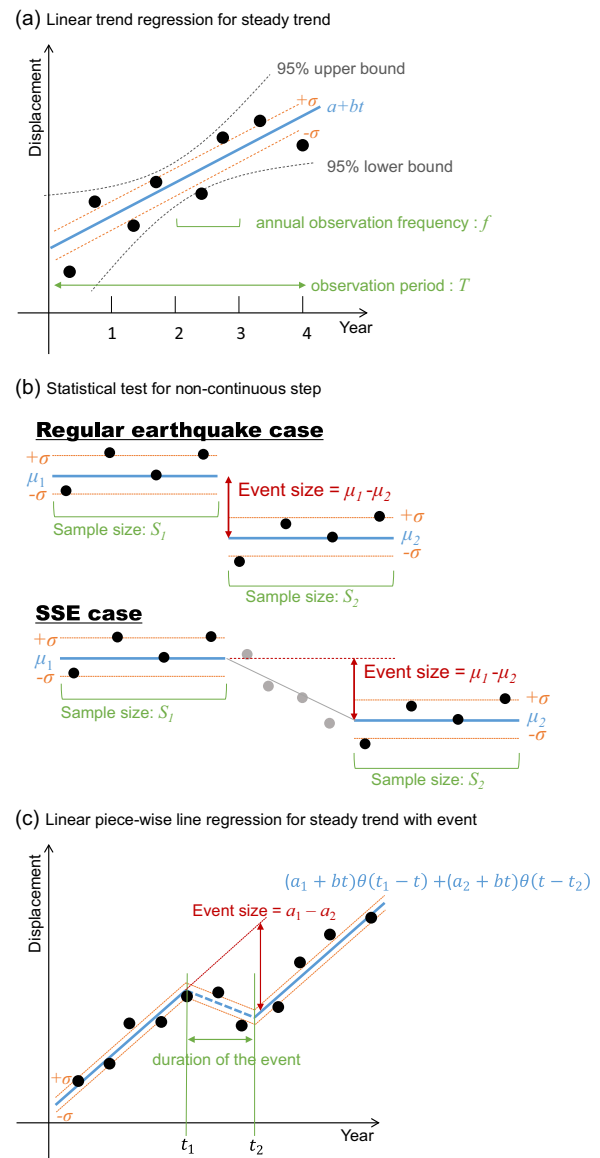 (a) Linear trend regression for steady trend
Displacement
95% upper bound
+σ
a+bt
-σ
95% lower bound
annual observation frequency : f
observation period : T
1 2 3 4
Year
(b) Statistical test for non-continuous step
Regular earthquake case
+σ
μ₁
-σ
Event size = μ₁-μ₂
Sample size: S₁
+σ
μ₂
-σ
Sample size: S₂
SSE case
+σ
μ₁
-σ
Event size = μ₁-μ₂
Sample size: S₁
+σ
μ₂
-σ
Sample size: S₂
(c) Linear piece-wise line regression for steady trend with event
Displacement
(a₁ + bt)θ(t₁ − t) +(a₂ + bt)θ(t − t₂)
Event size = a₁ − a₂
duration of the event
+σ
-σ
t₁ t₂ Year